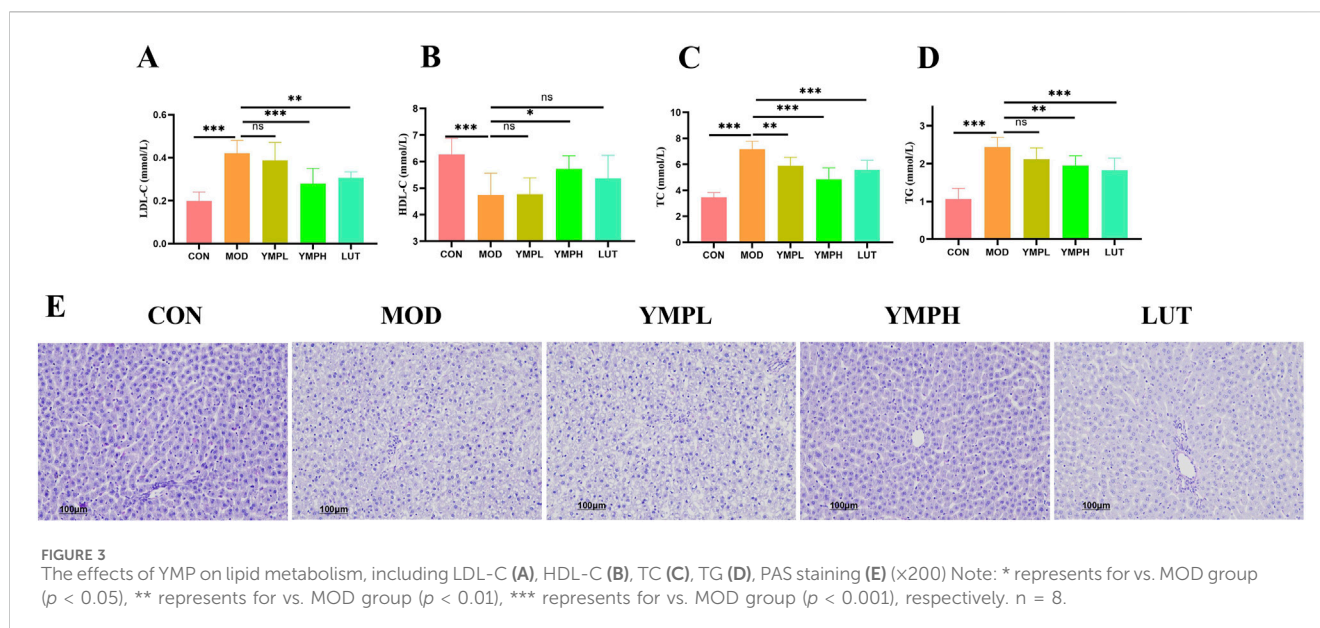 A
B
C
D
** 
*** 
*** ns
LDL-C (mmol/L)
0.6
0.4
0.2
0.0
CON MOD YMPL YMPH LUT
ns
*
*** ns
HDL-C (mmol/L)
8
7
6
5
4
3
CON MOD YMPL YMPH LUT
***
***
*** **
TC (mmol/L)
10
8
6
4
2
0
CON MOD YMPL YMPH LUT
***
**
*** ns
TG (mmol/L)
3
2
1
0
CON MOD YMPL YMPH LUT
E
CON MOD YMPL YMPH LUT
100μm 100μm 100μm 100μm 100μm
FIGURE 3
The effects of YMP on lipid metabolism, including LDL-C (A), HDL-C (B), TC (C), TG (D), PAS staining (E) (×200) Note: * represents for vs. MOD group
(p < 0.05), ** represents for vs. MOD group (p < 0.01), *** represents for vs. MOD group (p < 0.001), respectively. n = 8.